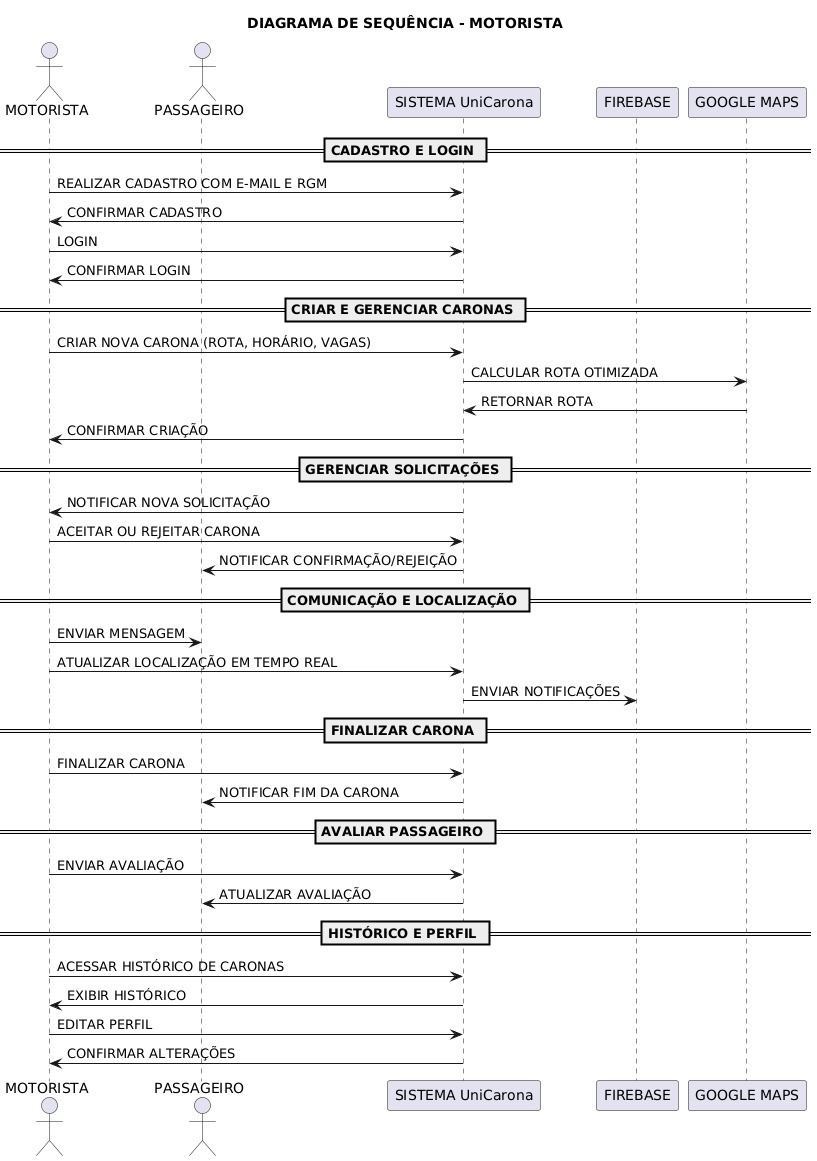 DIAGRAMA DE SEQUÊNCIA - MOTORISTA
MOTORISTA
PASSAGEIRO
SISTEMA UniCarona
FIREBASE
GOOGLE MAPS
CADASTRO E LOGIN
REALIZAR CADASTRO COM E-MAIL E RGM
CONFIRMAR CADASTRO
LOGIN
CONFIRMAR LOGIN
CRIAR E GERENCIAR CARONAS
CRIAR NOVA CARONA (ROTA, HORÁRIO, VAGAS)
CALCULAR ROTA OTIMIZADA
RETORNAR ROTA
CONFIRMAR CRIAÇÃO
GERENCIAR SOLICITAÇÕES
NOTIFICAR NOVA SOLICITAÇÃO
ACEITAR OU REJEITAR CARONA
NOTIFICAR CONFIRMAÇÃO/REJEIÇÃO
COMUNICAÇÃO E LOCALIZAÇÃO
ENVIAR MENSAGEM
ATUALIZAR LOCALIZAÇÃO EM TEMPO REAL
ENVIAR NOTIFICAÇÕES
FINALIZAR CARONA
FINALIZAR CARONA
NOTIFICAR FIM DA CARONA
AVALIAR PASSAGEIRO
ENVIAR AVALIAÇÃO
ATUALIZAR AVALIAÇÃO
HISTÓRICO E PERFIL
ACESSAR HISTÓRICO DE CARONAS
EXIBIR HISTÓRICO
EDITAR PERFIL
CONFIRMAR ALTERAÇÕES
MOTORISTA
PASSAGEIRO
SISTEMA UniCarona
FIREBASE
GOOGLE MAPS